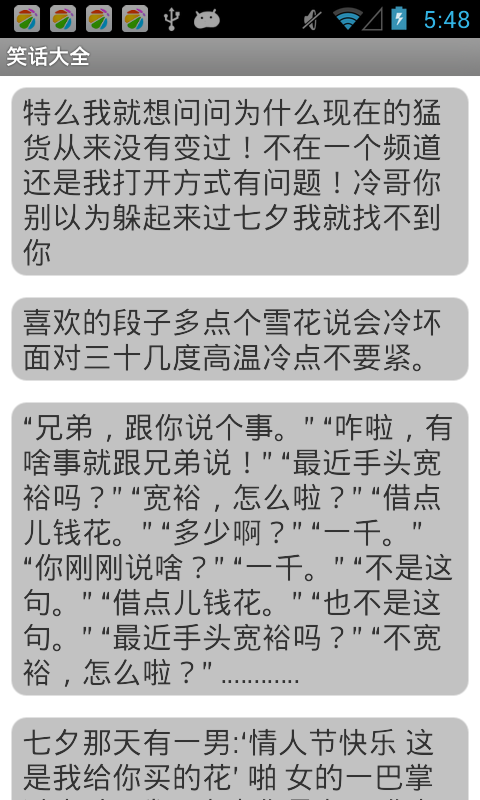 5:48
笑话大全
特么我就想问问为什么现在的猛
货从来没有变过！不在一个频道
还是我打开方式有问题！冷哥你
别以为躲起来过七夕我就找不到
你
喜欢的段子多点个雪花说会冷坏
面对三十几度高温冷点不要紧。
“兄弟，跟你说个事。” “咋啦，有
啥事就跟兄弟说！” “最近手头宽
裕吗？” “宽裕，怎么啦？” “借点
儿钱花。” “多少啊？” “一千。”
“你刚刚说啥？” “一千。” “不是这
句。” “借点儿钱花。” “也不是这
句。” “最近手头宽裕吗？” “不宽
裕，怎么啦？” …………
七夕那天有一男:‘情人节快乐 这
是我给你买的花’ 啪 女的一巴掌